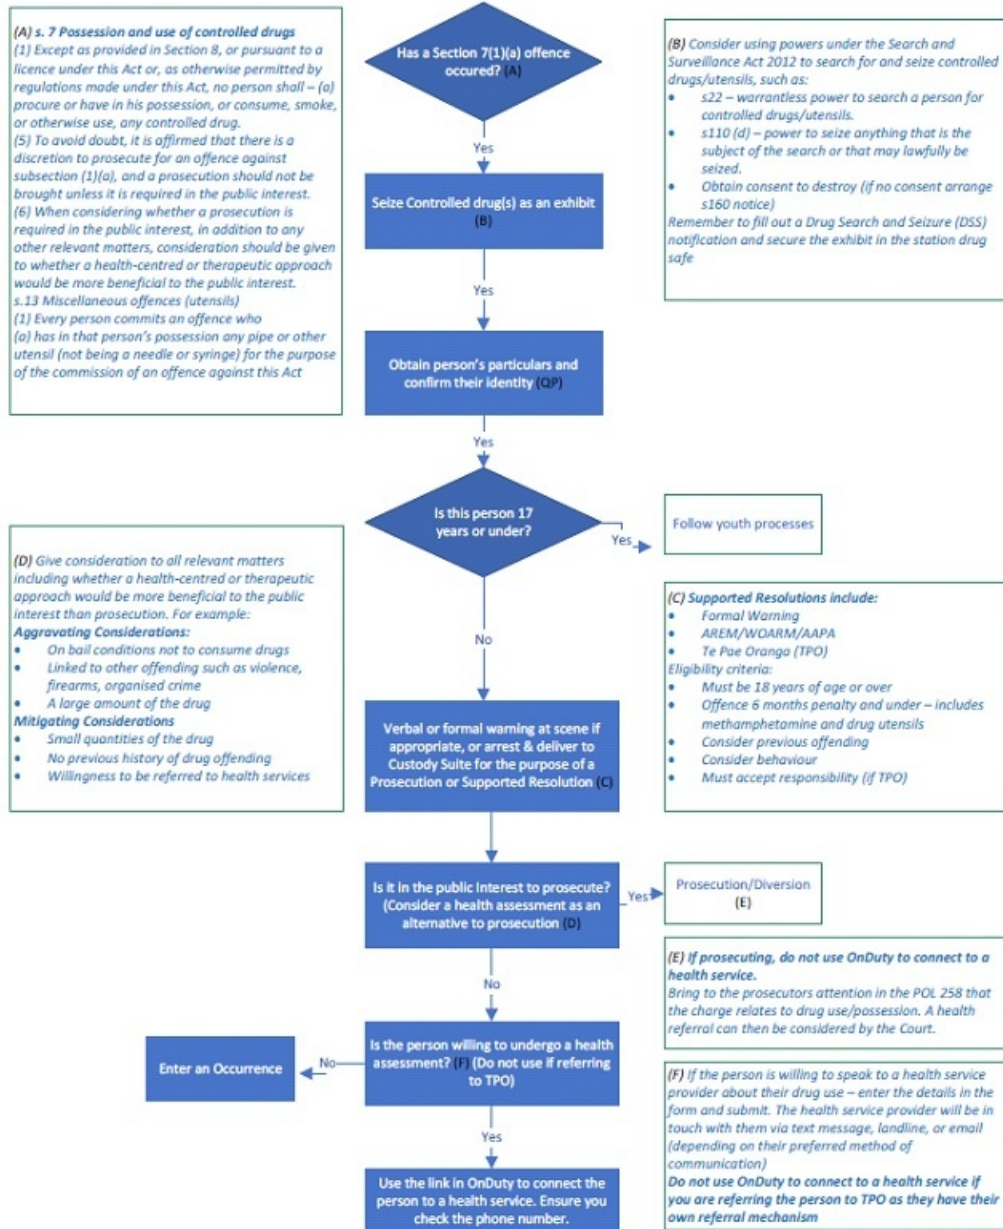 (A) s. 7 Possession and use of controlled drugs
(1) Except as provided in Section 8, or pursuant to a
licence under this Act or, as otherwise permitted by
regulations made under this Act, no person shall – (a)
procure or have in his possession, or consume, smoke,
or otherwise use, any controlled drug.
(5) To avoid doubt, it is affirmed that there is a
discretion to prosecute for an offence against
subsection (1)(a), and a prosecution should not be
brought unless it is required in the public interest.
(6) When considering whether a prosecution is
required in the public interest, in addition to any
other relevant matters, consideration should be given
to whether a health-centred or therapeutic approach
would be more beneficial to the public interest.
s.13 Miscellaneous offences (utensils)
(1) Every person commits an offence who
(a) has in that person's possession any pipe or other
utensil (not being a needle or syringe) for the purpose
of the commission of an offence against this Act
Has a Section 7(1)(a) offence
occured? (A)
(B) Consider using powers under the Search and
Surveillance Act 2012 to search for and seize controlled
drugs/utensils, such as:
• s22 – warrantless power to search a person for
controlled drugs/utensils.
• s110 (d) – power to seize anything that is the
subject of the search or that may lawfully be
seized.
• Obtain consent to destroy (if no consent arrange
s160 notice)
Remember to fill out a Drug Search and Seizure (DSS)
notification and secure the exhibit in the station drug
safe
Yes
Seize Controlled drug(s) as an exhibit
(B)
Yes
Obtain person's particulars and
confirm their identity (QP)
Yes
Is this person 17
years or under?
Yes
Follow youth processes
(D) Give consideration to all relevant matters
including whether a health-centred or therapeutic
approach would be more beneficial to the public
interest than prosecution. For example:
Aggravating Considerations:
• On bail conditions not to consume drugs
• Linked to other offending such as violence,
firearms, organised crime
• A large amount of the drug
Mitigating Considerations
• Small quantities of the drug
• No previous history of drug offending
• Willingness to be referred to health services
No
(C) Supported Resolutions include:
• Formal Warning
• AREM/WOARM/AAPA
• Te Pae Oranga (TPO)
Eligibility criteria:
• Must be 18 years of age or over
• Offence 6 months penalty and under – includes
methamphetamine and drug utensils
• Consider previous offending
• Consider behaviour
• Must accept responsibility (if TPO)
Verbal or formal warning at scene if
appropriate, or arrest & deliver to
Custody Suite for the purpose of a
Prosecution or Supported Resolution (C)
Is it in the public Interest to prosecute?
(Consider a health assessment as an
alternative to prosecution (D)
Yes
Prosecution/Diversion
(E)
No
(E) If prosecuting, do not use OnDuty to connect to a
health service.
Bring to the prosecutors attention in the POL 258 that
the charge relates to drug use/possession. A health
referral can then be considered by the Court.
Is the person willing to undergo a health
assessment? (F) (Do not use if referring
to TPO)
No
Enter an Occurrence
Yes
(F) If the person is willing to speak to a health service
provider about their drug use – enter the details in the
form and submit. The health service provider will be in
touch with them via text message, landline, or email
(depending on their preferred method of
communication)
Do not use OnDuty to connect to a health service if
you are referring the person to TPO as they have their
own referral mechanism
Use the link in OnDuty to connect the
person to a health service. Ensure you
check the phone number.